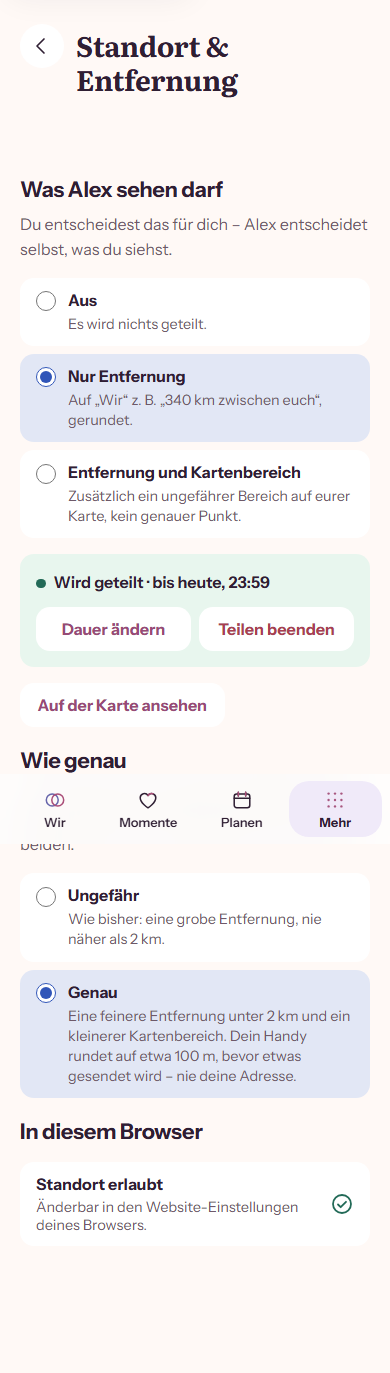 Standort &
Entfernung
Was Alex sehen darf
Du entscheidest das für dich – Alex entscheidet
selbst, was du siehst.
Aus
Es wird nichts geteilt.
Nur Entfernung
Auf „Wir“ z. B. „340 km zwischen euch“,
gerundet.
Entfernung und Kartenbereich
Zusätzlich ein ungefährer Bereich auf eurer
Karte, kein genauer Punkt.
Wird geteilt · bis heute, 23:59
Dauer ändern
Teilen beenden
Auf der Karte ansehen
Wie genau
Wir
Momente
Planen
Mehr
beiden.
Ungefähr
Wie bisher: eine grobe Entfernung, nie
näher als 2 km.
Genau
Eine feinere Entfernung unter 2 km und ein
kleinerer Kartenbereich. Dein Handy
rundet auf etwa 100 m, bevor etwas
gesendet wird – nie deine Adresse.
In diesem Browser
Standort erlaubt
Änderbar in den Website-Einstellungen
deines Browsers.